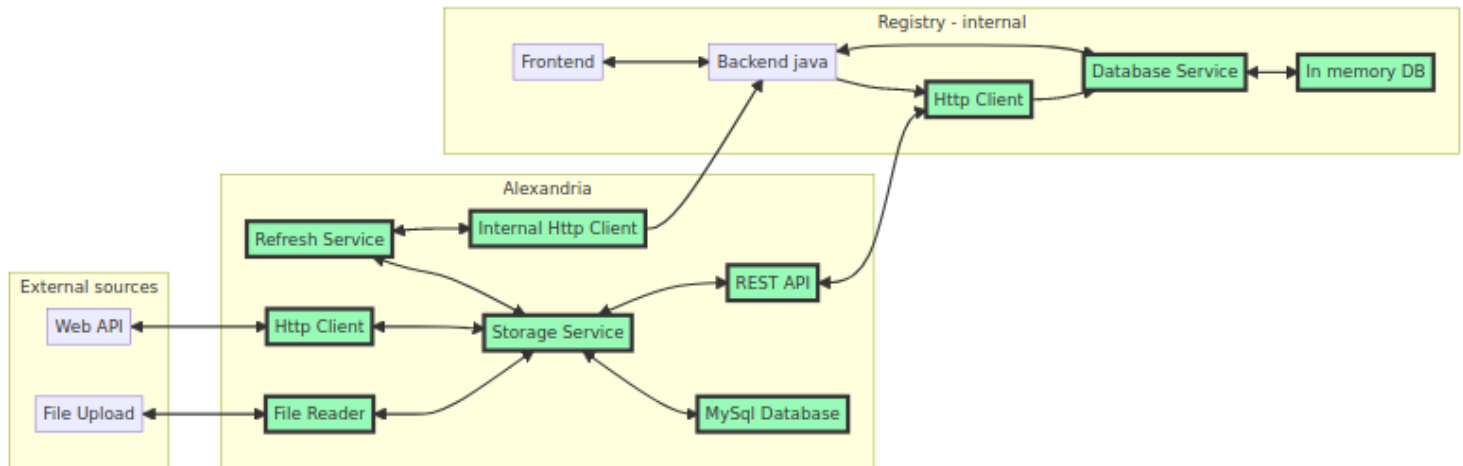 Registry - internal
Frontend
Backend java
Database Service
In memory DB
Http Client
Alexandria
Refresh Service
Internal Http Client
REST API
External sources
Web API
Http Client
Storage Service
File Upload
File Reader
MySql Database